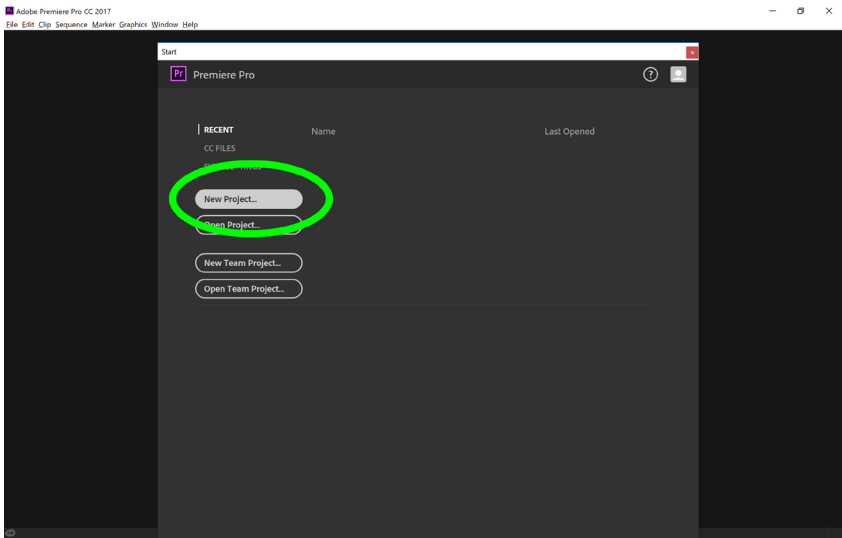 Adobe Premiere Pro CC 2017
File Edit Clip Sequence Marker Graphics Window Help
Start
Pr Premiere Pro ?
RECENT Name Last Opened
CC FILES
New Project...
Open Project...
New Team Project...
Open Team Project...